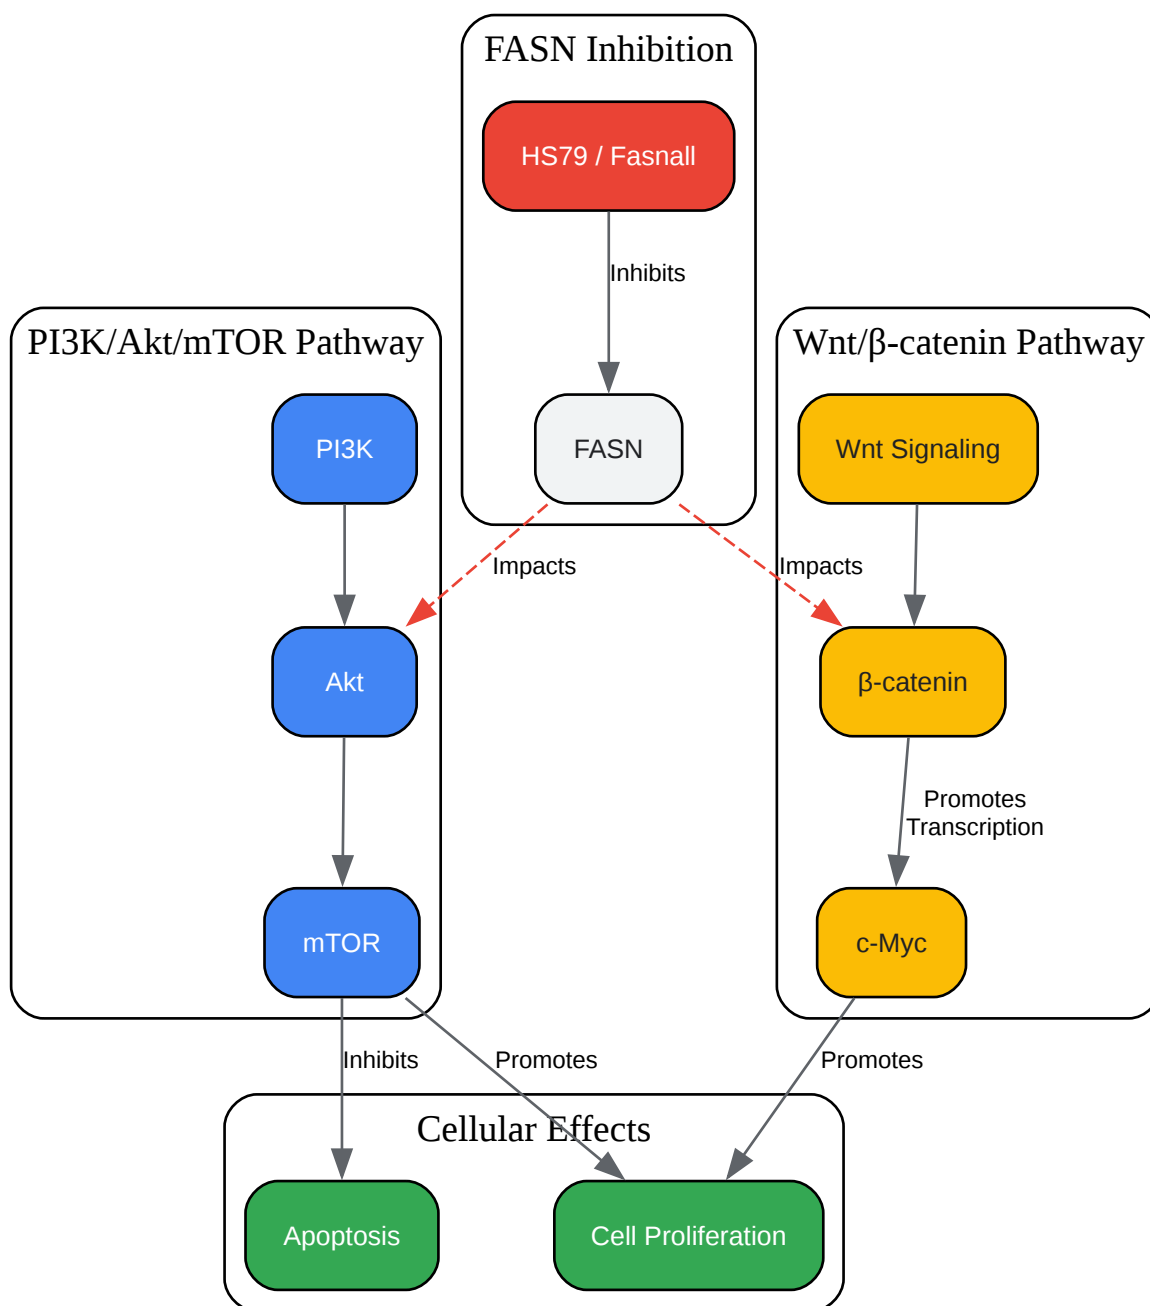 FASN Inhibition
HS79 / Fasnall
Inhibits
PI3K/Akt/mTOR Pathway
Wnt/β-catenin Pathway
PI3K
FASN
Wnt Signaling
Impacts
Impacts
Akt
β-catenin
Promotes
Transcription
mTOR
c-Myc
Inhibits
Promotes
Promotes
Cellular Effects
Apoptosis
Cell Proliferation